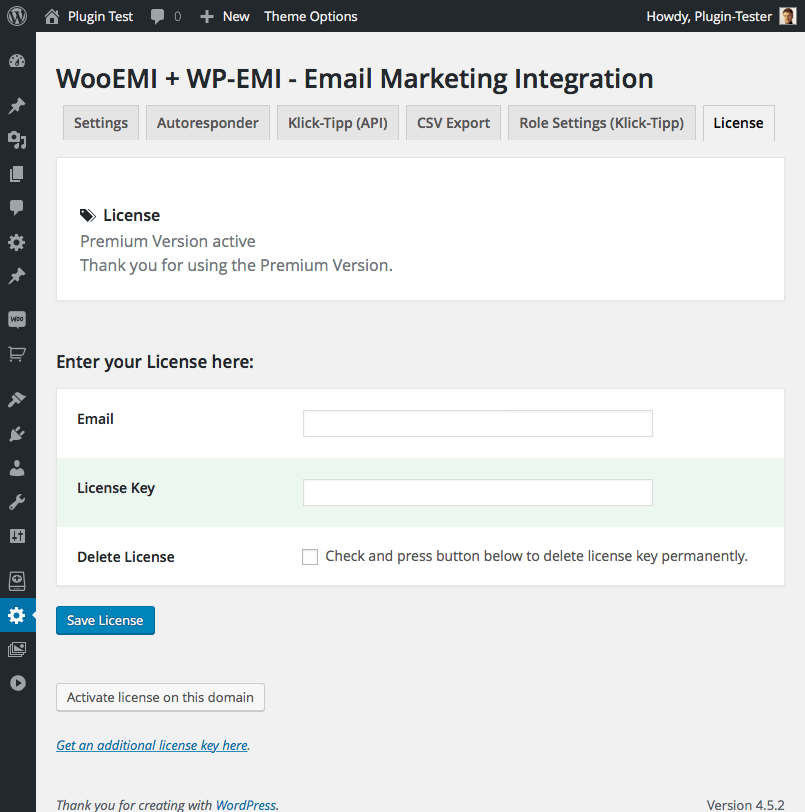 Plugin Test 0 New Theme Options Howdy, Plugin-Tester
WooEMI + WP-EMI - Email Marketing Integration
Settings Autoresponder Klick-Tipp (API) CSV Export Role Settings (Klick-Tipp) License
License
Premium Version active
Thank you for using the Premium Version.
Woo
Enter your License here:
Email
License Key
Delete License Check and press button below to delete license key permanently.
Save License
Activate license on this domain
Get an additional license key here.
Thank you for creating with WordPress. Version 4.5.2